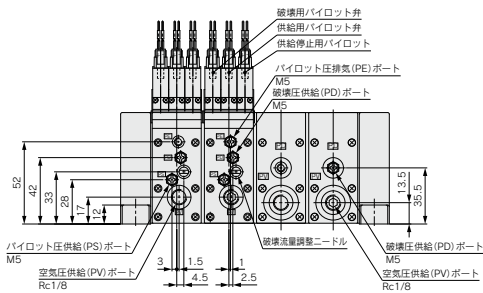 破壊用パイロット弁
供給用パイロット弁
供給停止用パイロット
パイロット圧排気(PE)ポート
M5
破壊圧供給(PD)ポート
M5
52
42
33
28
17
12
13.5
35.5
パイロット圧供給(PS)ポート
M5
空気圧供給(PV)ポート
Rc1/8
3
1.5
4.5
1
2.5
破壊流量調整ニードル
破壊圧供給(PD)ポート
M5
空気圧供給(PV)ポート
Rc1/8